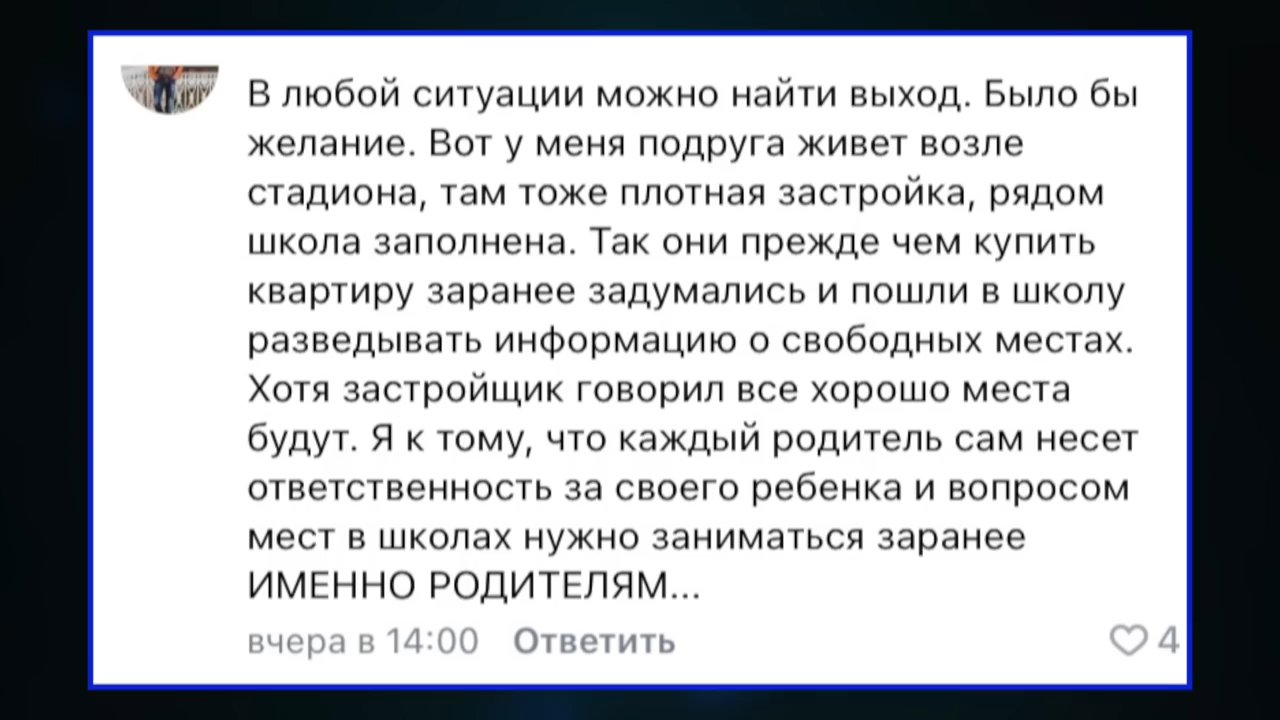 В любой ситуации можно найти выход. Было бы
желание. Вот у меня подруга живет возле
стадиона, там тоже плотная застройка, рядом
школа заполнена. Так они прежде чем купить
квартиру заранее задумались и пошли в школу
разведывать информацию о свободных местах.
Хотя застройщик говорил все хорошо места
будут. Я к тому, что каждый родитель сам несет
ответственность за своего ребенка и вопросом
мест в школах нужно заниматься заранее
ИМЕННО РОДИТЕЛЯМ...
вчера в 14:00 Ответить 4